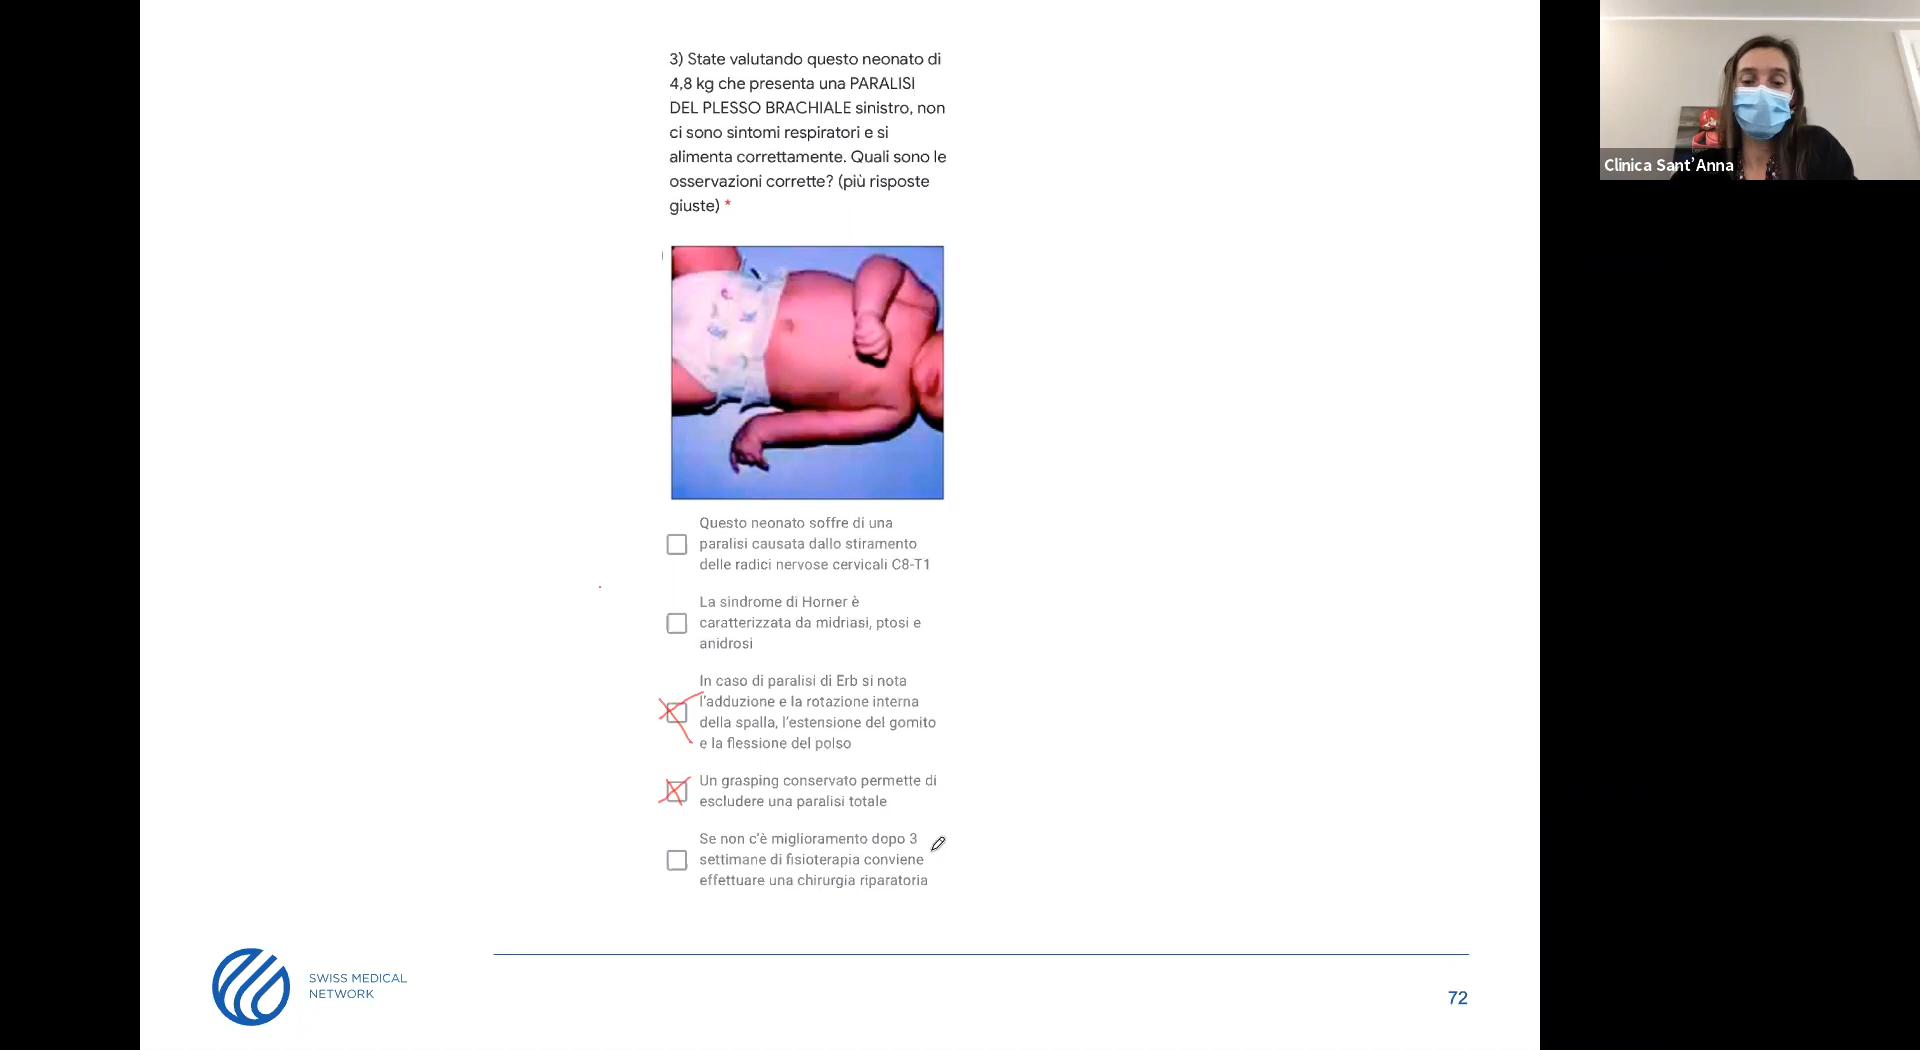 3) State valutando questo neonato di
4,8 kg che presenta una PARALISI
DEL PLESSO BRACHIALE sinistro, non
ci sono sintomi respiratori e si
alimenta correttamente. Quali sono le
osservazioni corrette? (più risposte
giuste) *
Questo neonato soffre di una
paralisi causata dallo stiramento
delle radici nervose cervicali C8-T1
La sindrome di Horner è
caratterizzata da midriasi, ptosi e
anidrosi
In caso di paralisi di Erb si nota
l'adduzione e la rotazione interna
della spalla, l'estensione del gomito
e la flessione del polso
Un grasping conservato permette di
escludere una paralisi totale
Se non c'è miglioramento dopo 3
settimane di fisioterapia conviene
effettuare una chirurgia riparatoria
SWISS MEDICAL
NETWORK
72
Clinica Sant'Anna